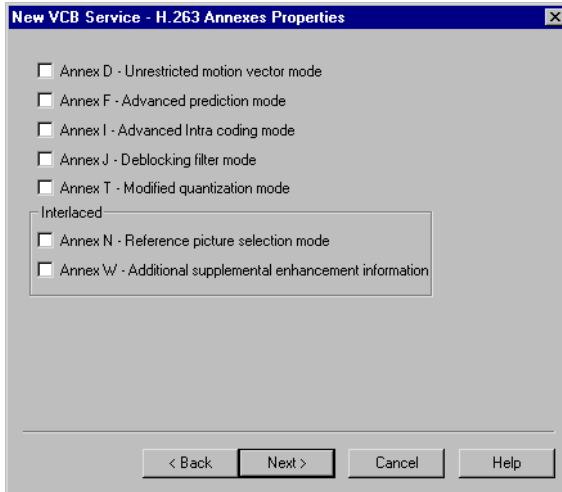 New VCB Service - H.263 Annexes Properties
Annex D - Unrestricted motion vector mode
Annex F - Advanced prediction mode
Annex I - Advanced Intra coding mode
Annex J - Deblocking filter mode
Annex T - Modified quantization mode
Interlaced
Annex N - Reference picture selection mode
Annex W - Additional supplemental enhancement information
< Back Next > Cancel Help